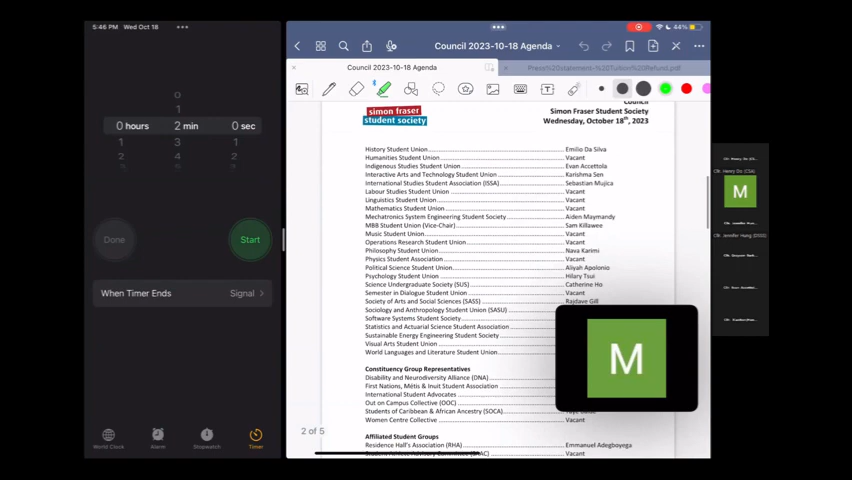 5:46 PM Wed Oct 18
44%
Council 2023-10-18 Agenda
Council 2023-10-18 Agenda
Press%20statement-%20Tuition%20Refund.pdf
0
1
0 hours 2 min 0 sec
1 3 1
2 4 2
Done
Start
When Timer Ends Signal
World Clock
Alarm
Stopwatch
Timer
simon fraser
student society
Council
Simon Fraser Student Society
Wednesday, October 18th, 2023
History Student Union Emilio Da Silva
Humanities Student Union Vacant
Indigenous Studies Student Union Evan Accettola
Interactive Arts and Technology Student Union Karishma Sen
International Studies Student Association (ISSA) Sebastian Mujica
Labour Studies Student Union Vacant
Linguistics Student Union Vacant
Mathematics Student Union Vacant
Mechatronics System Engineering Student Society Aiden Maymandy
MBB Student Union (Vice-Chair) Sam Killawee
Music Student Union Vacant
Operations Research Student Union Vacant
Philosophy Student Union Nava Karimi
Physics Student Association Vacant
Political Science Student Union Aliyah Apolonio
Psychology Student Union Hilary Tsui
Science Undergraduate Society (SUS) Catherine Ho
Semester in Dialogue Student Union Vacant
Society of Arts and Social Sciences (SASS) Rajdave Gill
Sociology and Anthropology Student Union (SASU)
Software Systems Student Society
Statistics and Actuarial Science Student Association
Sustainable Energy Engineering Student Society
Visual Arts Student Union
World Languages and Literature Student Union
Constituency Group Representatives
Disability and Neurodiversity Alliance (DNA)
First Nations, Métis & Inuit Student Association
International Student Advocates
Out on Campus Collective (OOC)
Students of Caribbean & African Ancestry (SOCA)
Women Centre Collective Vacant
Affiliated Student Groups
Residence Hall's Association (RHA) Emmanuel Adegboyega
Vacant
2 of 5
M
M